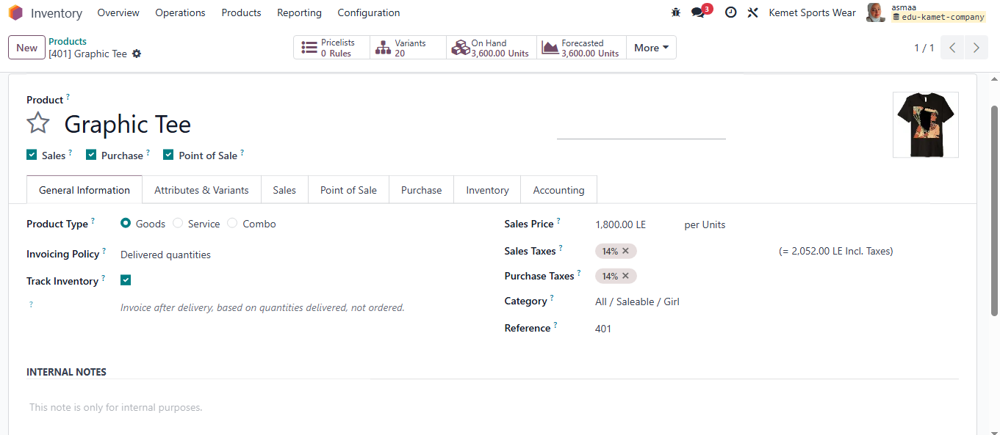 Inventory Overview Operations Products Reporting Configuration 3 Kemet Sports Wear asmaa
edu-kamet-company
New Products
[401] Graphic Tee
Pricelists
0 Rules
Variants
20
On Hand
3,600.00 Units
Forecasted
3,600.00 Units
More
1 / 1
Product ?
Graphic Tee
Sales ? Purchase ? Point of Sale ?
General Information Attributes & Variants Sales Point of Sale Purchase Inventory Accounting
Product Type ? Goods Service Combo
Invoicing Policy ? Delivered quantities
Track Inventory ?
? Invoice after delivery, based on quantities delivered, not ordered.
Sales Price ? 1,800.00 LE per Units
Sales Taxes ? 14% × (= 2,052.00 LE Incl. Taxes)
Purchase Taxes ? 14% ×
Category ? All / Saleable / Girl
Reference ? 401
INTERNAL NOTES
This note is only for internal purposes.